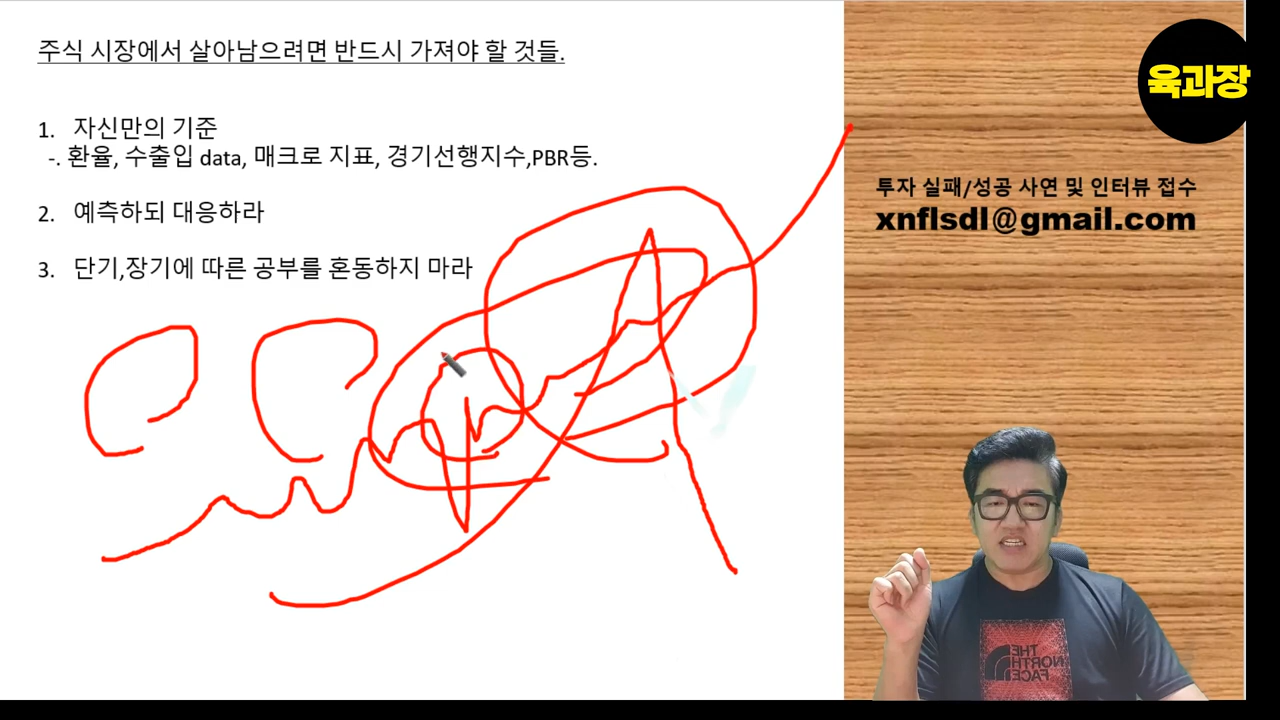 주식 시장에서 살아남으려면 반드시 가져야 할 것들.
1. 자신만의 기준
-. 환율, 수출입 data, 매크로 지표, 경기선행지수,PBR등.
2. 예측하되 대응하라
3. 단기,장기에 따른 공부를 혼동하지 마라
육과장
투자 실패/성공 사연 및 인터뷰 접수
xnflsdl@gmail.com
THE
NORTH
FACE